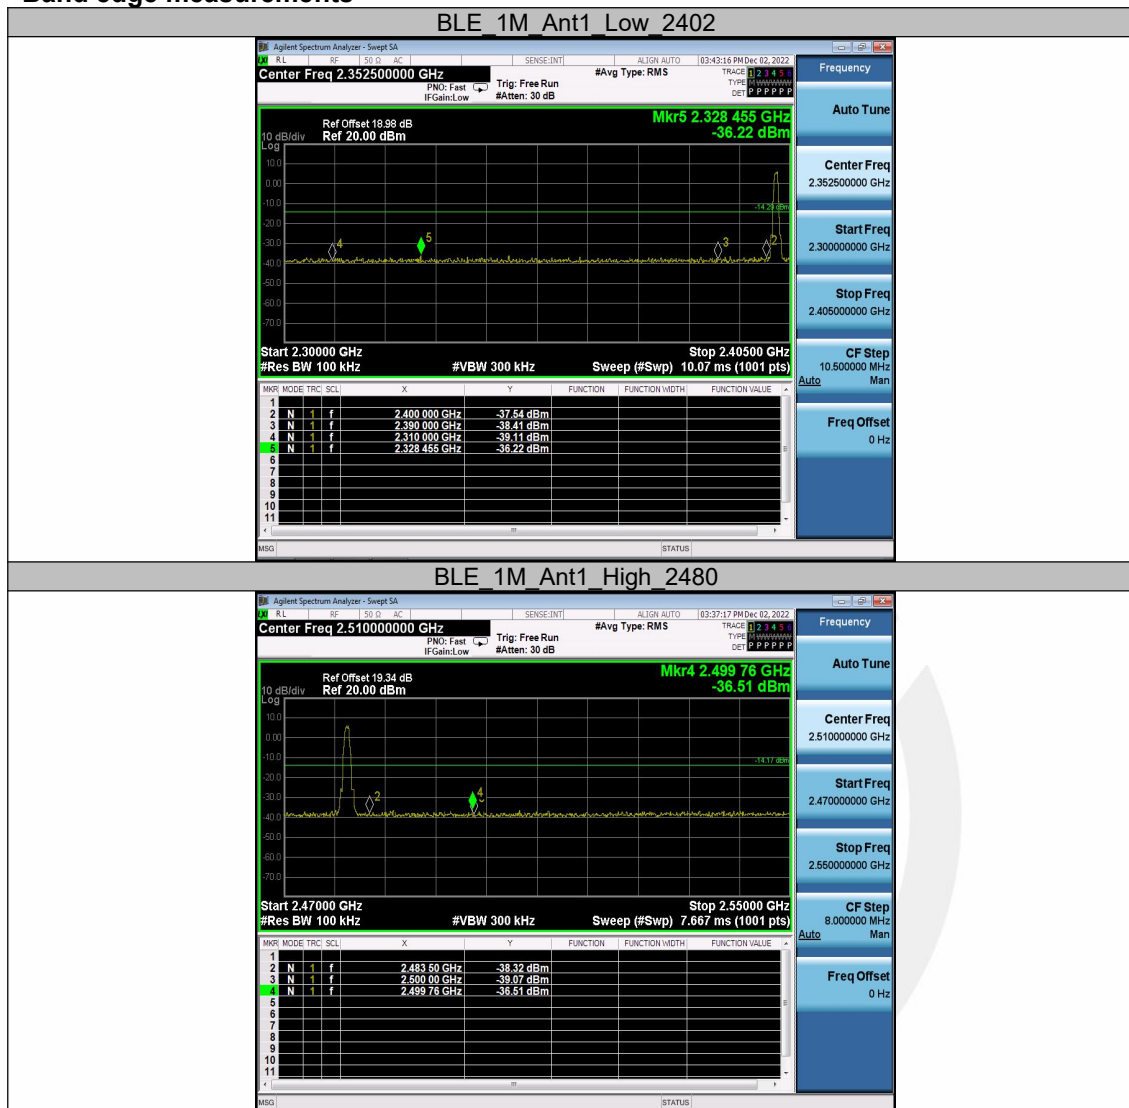 Band edge measurements
BLE_1M_Ant1_Low_2402
Agilent Spectrum Analyzer - Swept SA
RL RF 50 Ω AC SENSE:INT ALIGN AUTO 03:43:16 PM Dec 02, 2022
Center Freq 2.352500000 GHz #Avg Type: RMS TRACE 1 2 3 4 5 6
PNO: Fast Trig: Free Run TYPE M WWWWW
IFGain:Low #Atten: 30 dB DET P P P P P P
Frequency
Auto Tune
Mkr5 2.328 455 GHz
-36.22 dBm
Ref Offset 18.98 dB
10 dB/div Ref 20.00 dBm
Log
10.0
0.00
-10.0
-14.29 dBm
-20.0
-30.0
-40.0
-50.0
-60.0
-70.0
4 5 3 2
Start 2.30000 GHz Stop 2.40500 GHz
#Res BW 100 kHz #VBW 300 kHz Sweep (#Swp) 10.07 ms (1001 pts)
Center Freq
2.352500000 GHz
Start Freq
2.300000000 GHz
Stop Freq
2.405000000 GHz
CF Step
10.500000 MHz
Auto Man
Freq Offset
0 Hz
MKR MODE TRC SCL X Y FUNCTION FUNCTION WIDTH FUNCTION VALUE
1
2 N 1 f 2.400 000 GHz -37.54 dBm
3 N 1 f 2.390 000 GHz -38.41 dBm
4 N 1 f 2.310 000 GHz -39.11 dBm
5 N 1 f 2.328 455 GHz -36.22 dBm
6
7
8
9
10
11
MSG STATUS
BLE_1M_Ant1_High_2480
Agilent Spectrum Analyzer - Swept SA
RL RF 50 Ω AC SENSE:INT ALIGN AUTO 03:37:17 PM Dec 02, 2022
Center Freq 2.510000000 GHz #Avg Type: RMS TRACE 1 2 3 4 5 6
PNO: Fast Trig: Free Run TYPE M WWWWW
IFGain:Low #Atten: 30 dB DET P P P P P P
Frequency
Auto Tune
Mkr4 2.499 76 GHz
-36.51 dBm
Ref Offset 19.34 dB
10 dB/div Ref 20.00 dBm
Log
10.0
0.00
-10.0
-14.17 dBm
-20.0
-30.0
-40.0
-50.0
-60.0
-70.0
2 4
Start 2.47000 GHz Stop 2.55000 GHz
#Res BW 100 kHz #VBW 300 kHz Sweep (#Swp) 7.667 ms (1001 pts)
Center Freq
2.510000000 GHz
Start Freq
2.470000000 GHz
Stop Freq
2.550000000 GHz
CF Step
8.000000 MHz
Auto Man
Freq Offset
0 Hz
MKR MODE TRC SCL X Y FUNCTION FUNCTION WIDTH FUNCTION VALUE
1
2 N 1 f 2.483 50 GHz -38.32 dBm
3 N 1 f 2.500 00 GHz -39.07 dBm
4 N 1 f 2.499 76 GHz -36.51 dBm
5
6
7
8
9
10
11
MSG STATUS